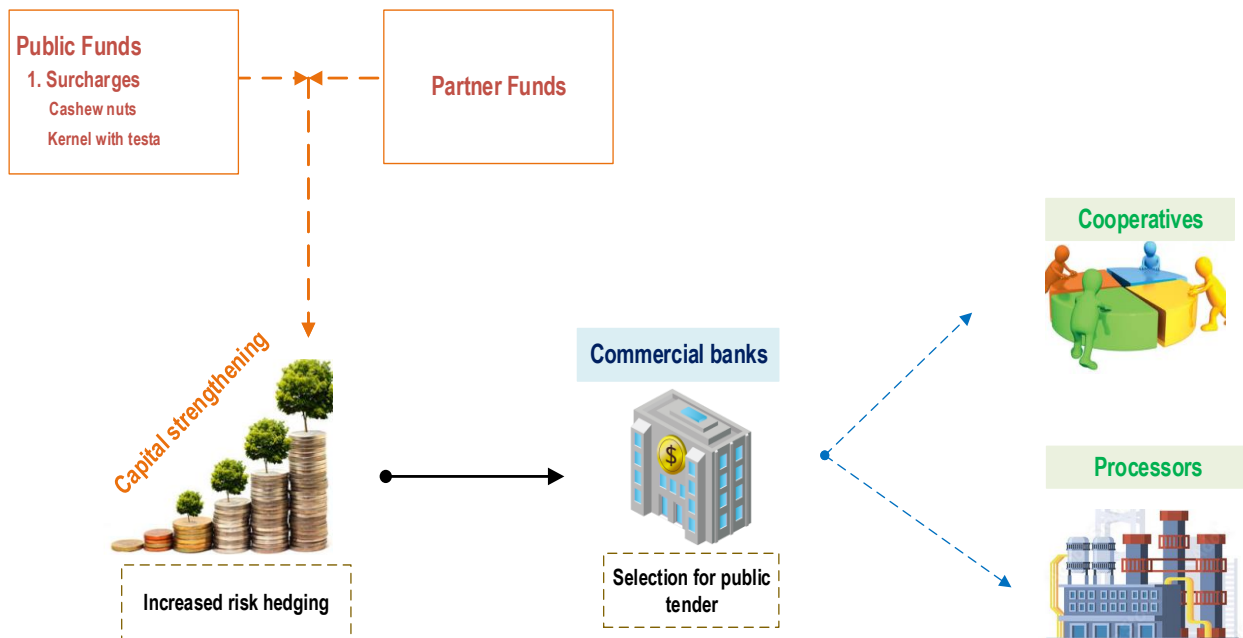 Public Funds
1. Surcharges
Cashew nuts
Kernel with testa
Partner Funds
Capital strengthening
Increased risk hedging
Commercial banks
$
Selection for public
tender
Cooperatives
Processors